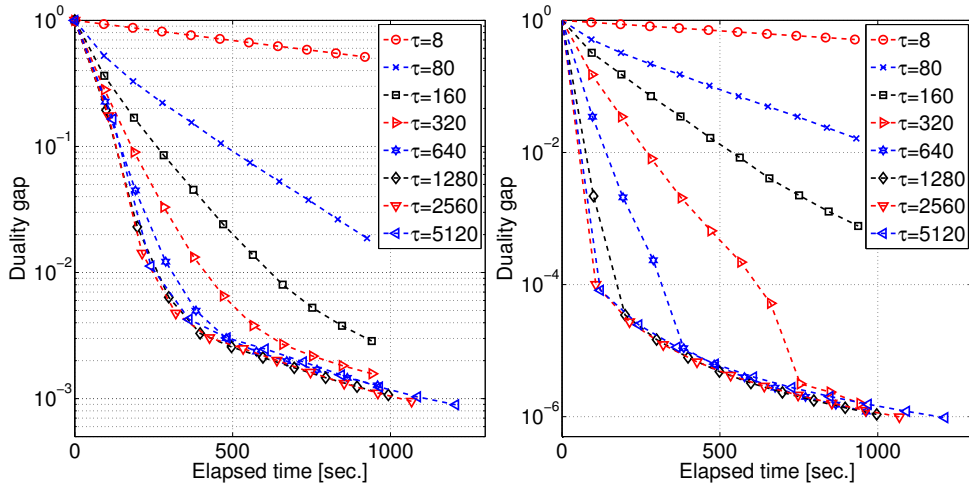 10^0
10^-1
10^-2
10^-3
Duality gap
0
500
1000
Elapsed time [sec.]
τ=8
τ=80
τ=160
τ=320
τ=640
τ=1280
τ=2560
τ=5120
10^0
10^-2
10^-4
10^-6
Duality gap
0
500
1000
Elapsed time [sec.]
τ=8
τ=80
τ=160
τ=320
τ=640
τ=1280
τ=2560
τ=5120